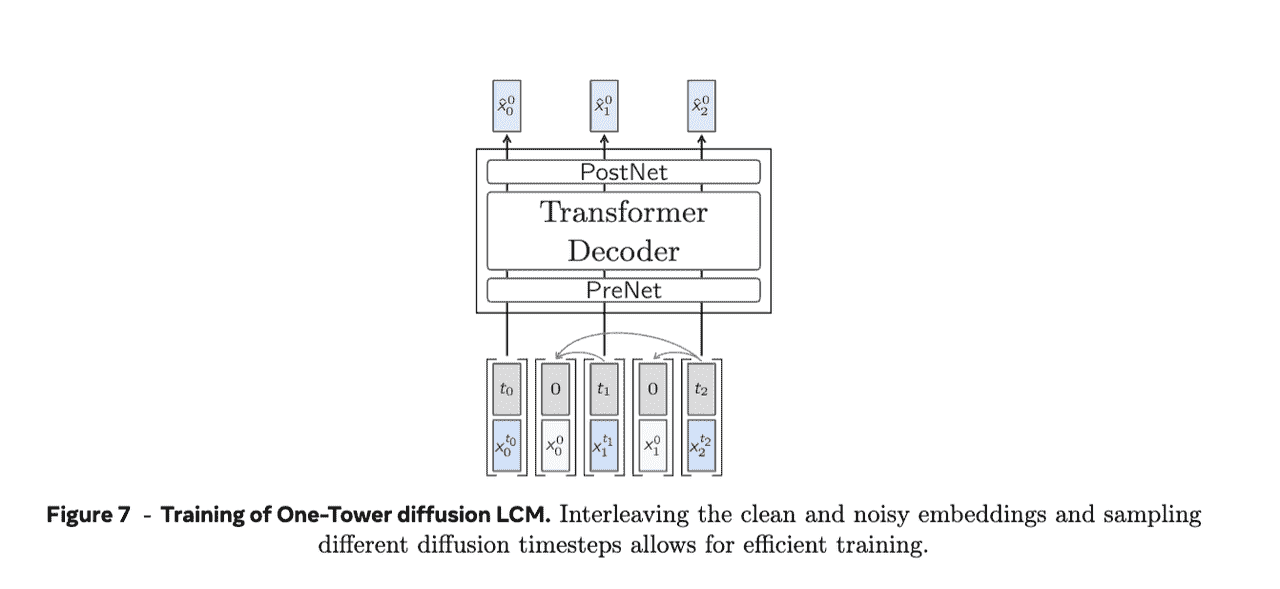 x̂₀⁰ x̂₁⁰ x̂₂⁰
PostNet
Transformer
Decoder
PreNet
t₀ 0 t₁ 0 t₂
x₀^t₀ x₀⁰ x₁^t₁ x₁⁰ x₂^t₂
Figure 7 - Training of One-Tower diffusion LCM. Interleaving the clean and noisy embeddings and sampling
different diffusion timesteps allows for efficient training.